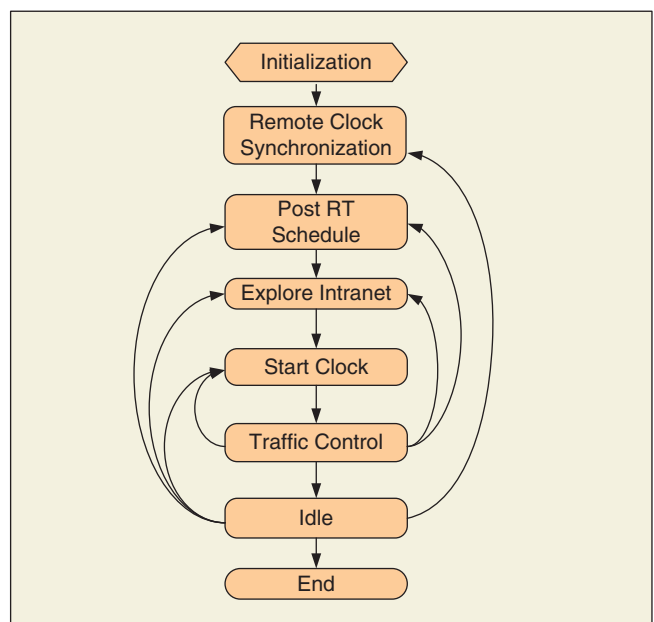 Initialization
Remote Clock
Synchronization
Post RT
Schedule
Explore Intranet
Start Clock
Traffic Control
Idle
End